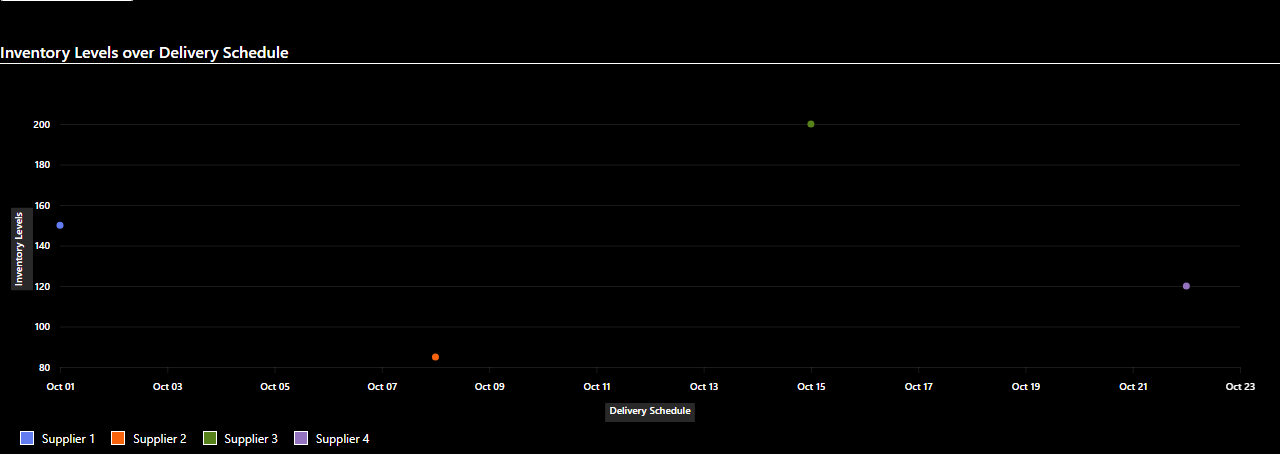 Inventory Levels over Delivery Schedule
200
180
160
140
120
100
80
Inventory Levels
Oct 01 Oct 03 Oct 05 Oct 07 Oct 09 Oct 11 Oct 13 Oct 15 Oct 17 Oct 19 Oct 21 Oct 23
Delivery Schedule
Supplier 1 Supplier 2 Supplier 3 Supplier 4